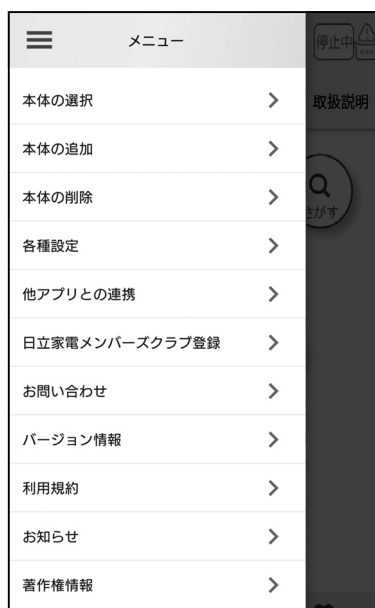 メニュー
停止中
本体の選択
取扱説明
本体の追加
本体の削除
さがす
各種設定
他アプリとの連携
日立家電メンバーズクラブ登録
お問い合わせ
バージョン情報
利用規約
お知らせ
著作権情報